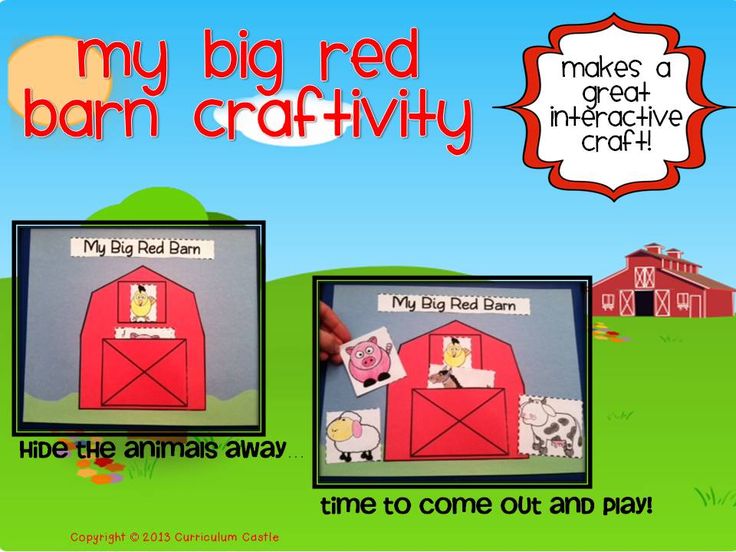 my big red
barn craftivity
makes a
great
interactive
craft!
My Big Red Barn
My Big Red Barn
Hide the animals away...
time to come out and play!
Copyright © 2013 Curriculum Castle